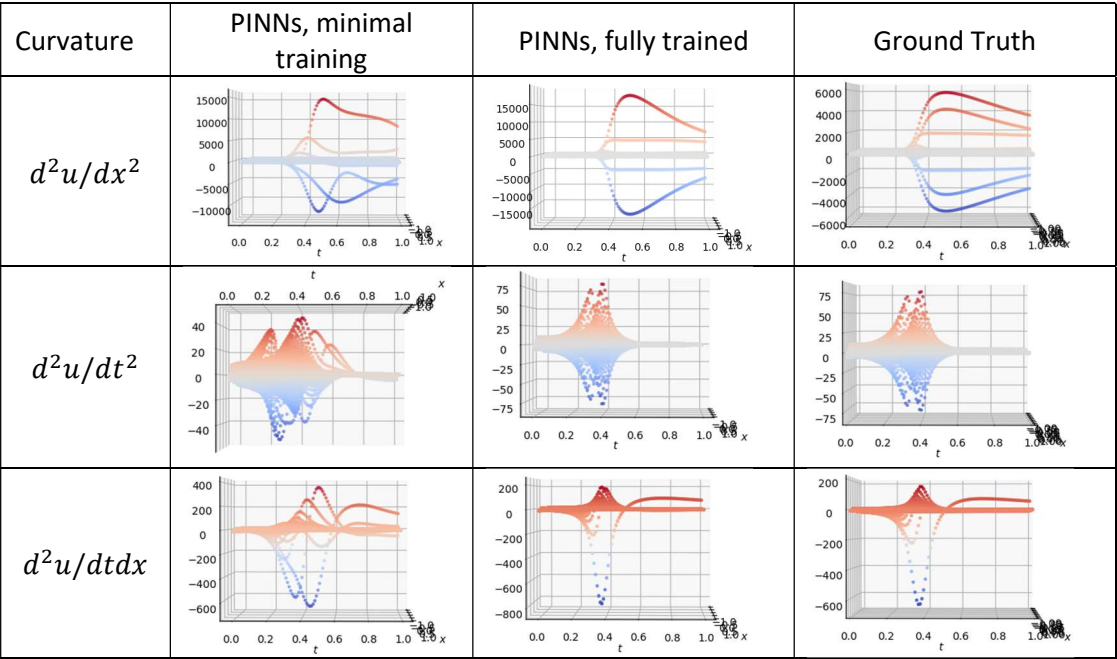 Curvature
PINNs, minimal
training
PINNs, fully trained
Ground Truth
d²u/dx²
15000
10000
5000
0
−5000
−10000
0.0 0.2 0.4 0.6 0.8 1.0 x
t
15000
10000
5000
0
−5000
−10000
−15000
0.0 0.2 0.4 0.6 0.8 1.0 x
t
6000
4000
2000
0
−2000
−4000
−6000
0.0 0.2 0.4 0.6 0.8 1.0 x
t
d²u/dt²
t
x
0.0 0.2 0.4 0.6 0.8 1.0
40
20
0
−20
−40
75
50
25
0
−25
−50
−75
0.0 0.2 0.4 0.6 0.8 1.0 x
t
75
50
25
0
−25
−50
−75
0.0 0.2 0.4 0.6 0.8 1.0 x
t
d²u/dtdx
400
200
0
−200
−400
−600
0.0 0.2 0.4 0.6 0.8 1.0 x
t
200
0
−200
−400
−600
−800
0.0 0.2 0.4 0.6 0.8 1.0 x
t
200
0
−200
−400
−600
0.0 0.2 0.4 0.6 0.8 1.0 x
t